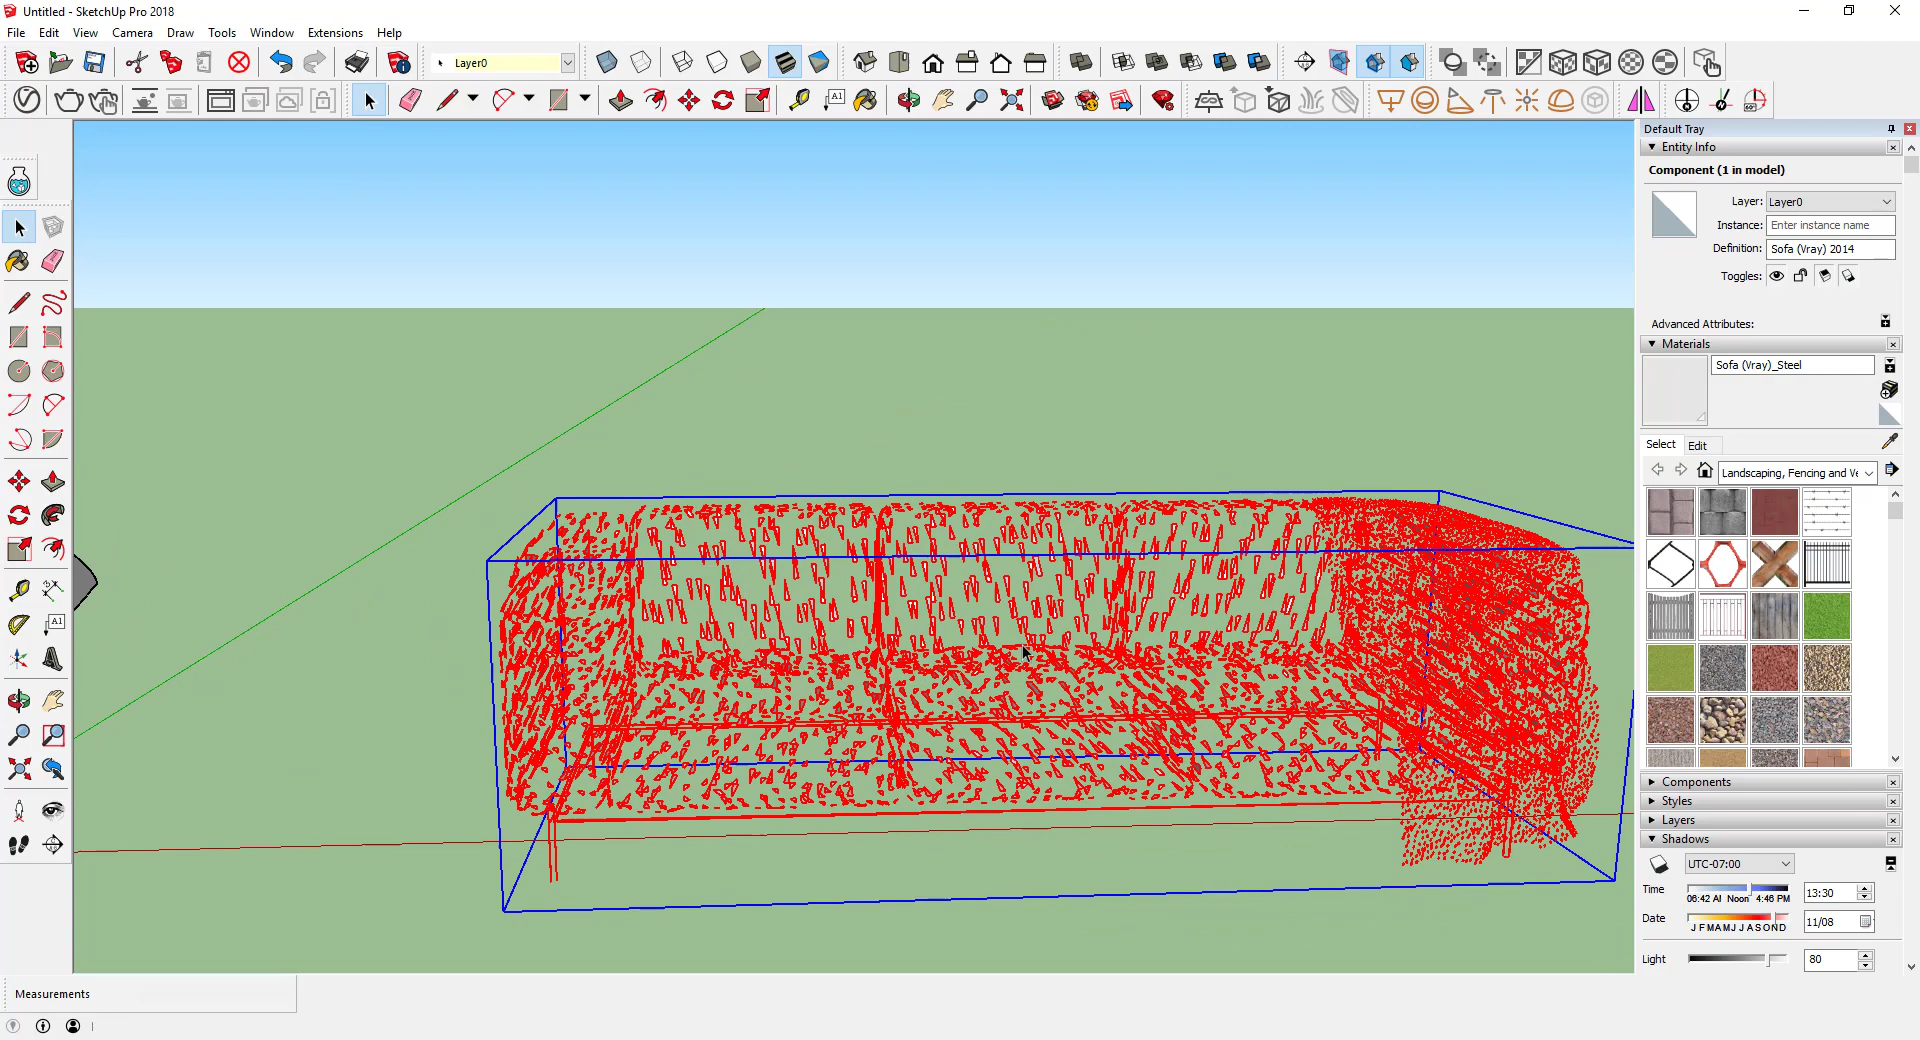 Untitled - SketchUp Pro 2018
File Edit View Camera Draw Tools Window Extensions Help
Layer0
A1
Default Tray
Entity Info
Component (1 in model)
Layer: Layer0
Instance: Enter instance name
Definition: Sofa (Vray) 2014
Toggles:
Advanced Attributes:
Materials
Sofa (Vray)_Steel
Select Edit
Landscaping, Fencing and Ve
A1
Components
Styles
Layers
Shadows
UTC-07:00
Time 13:30
06:42 AI Noon 4:46 PM
Date 11/08
J F M A M J J A S O N D
Light 80
Measurements